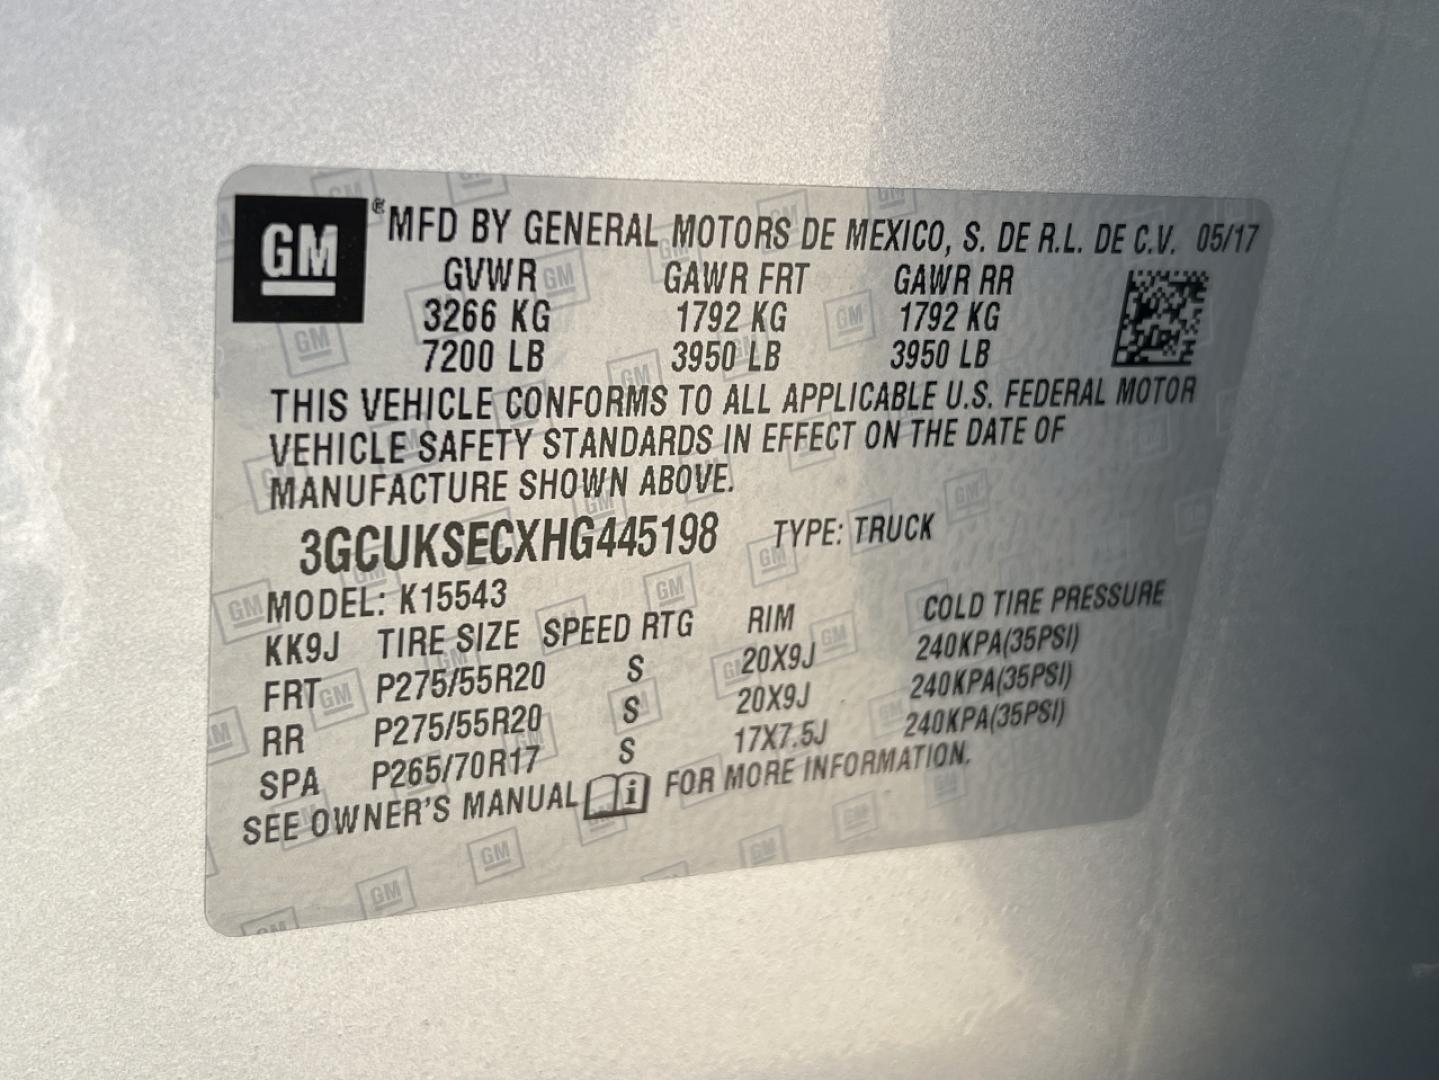 GM ® MFD BY GENERAL MOTORS DE MEXICO, S. DE R.L. DE C.V. 05/17
GVWR GAWR FRT GAWR RR
3266 KG 1792 KG 1792 KG
7200 LB 3950 LB 3950 LB
THIS VEHICLE CONFORMS TO ALL APPLICABLE U.S. FEDERAL MOTOR
VEHICLE SAFETY STANDARDS IN EFFECT ON THE DATE OF
MANUFACTURE SHOWN ABOVE.
3GCUKSECXHG445198 TYPE: TRUCK
MODEL: K15543
KK9J TIRE SIZE SPEED RTG RIM COLD TIRE PRESSURE
FRT P275/55R20 S 20X9J 240KPA(35PSI)
RR P275/55R20 S 20X9J 240KPA(35PSI)
SPA P265/70R17 S 17X7.5J 240KPA(35PSI)
SEE OWNER'S MANUAL i FOR MORE INFORMATION.